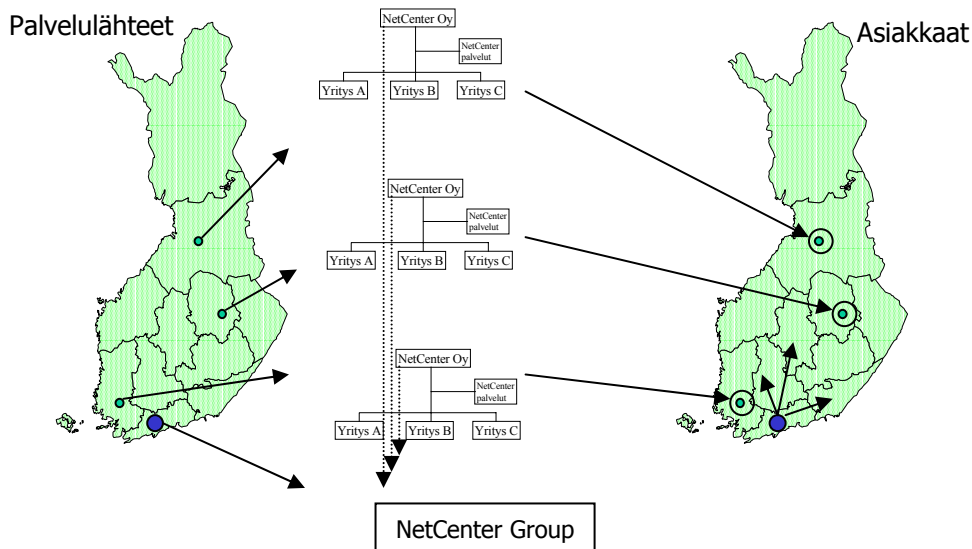 Palvelulähteet
Asiakkaat
NetCenter Oy
NetCenter
palvelut
Yritys A
Yritys B
Yritys C
NetCenter Oy
NetCenter
palvelut
Yritys A
Yritys B
Yritys C
NetCenter Oy
NetCenter
palvelut
Yritys A
Yritys B
Yritys C
NetCenter Group